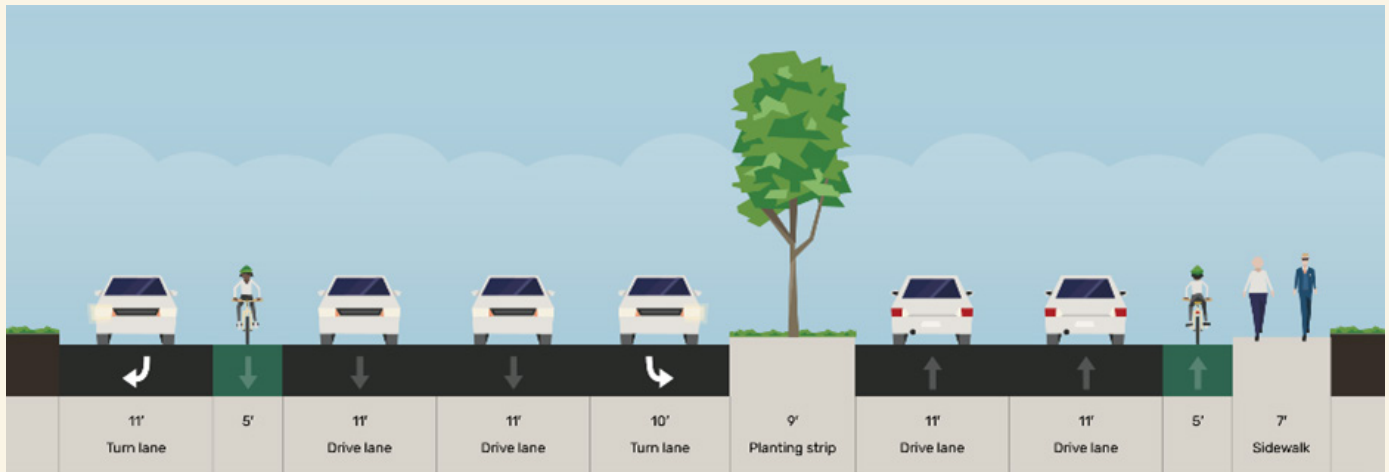 11'
Turn lane
5'
11'
Drive lane
11'
Drive lane
10'
Turn lane
9'
Planting strip
11'
Drive lane
11'
Drive lane
5'
7'
Sidewalk